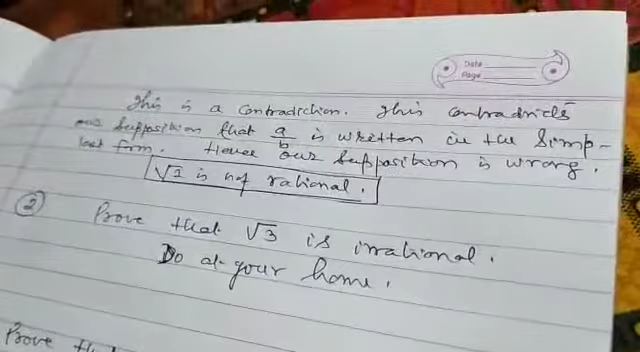 Date
Page
This is a contradiction. This contradicts
our supposition that a/b is written in the simp-
lest form. Hence our supposition is wrong.
√2 is not rational.
② Prove that √3 is irrational.
Do at your home.
Prove